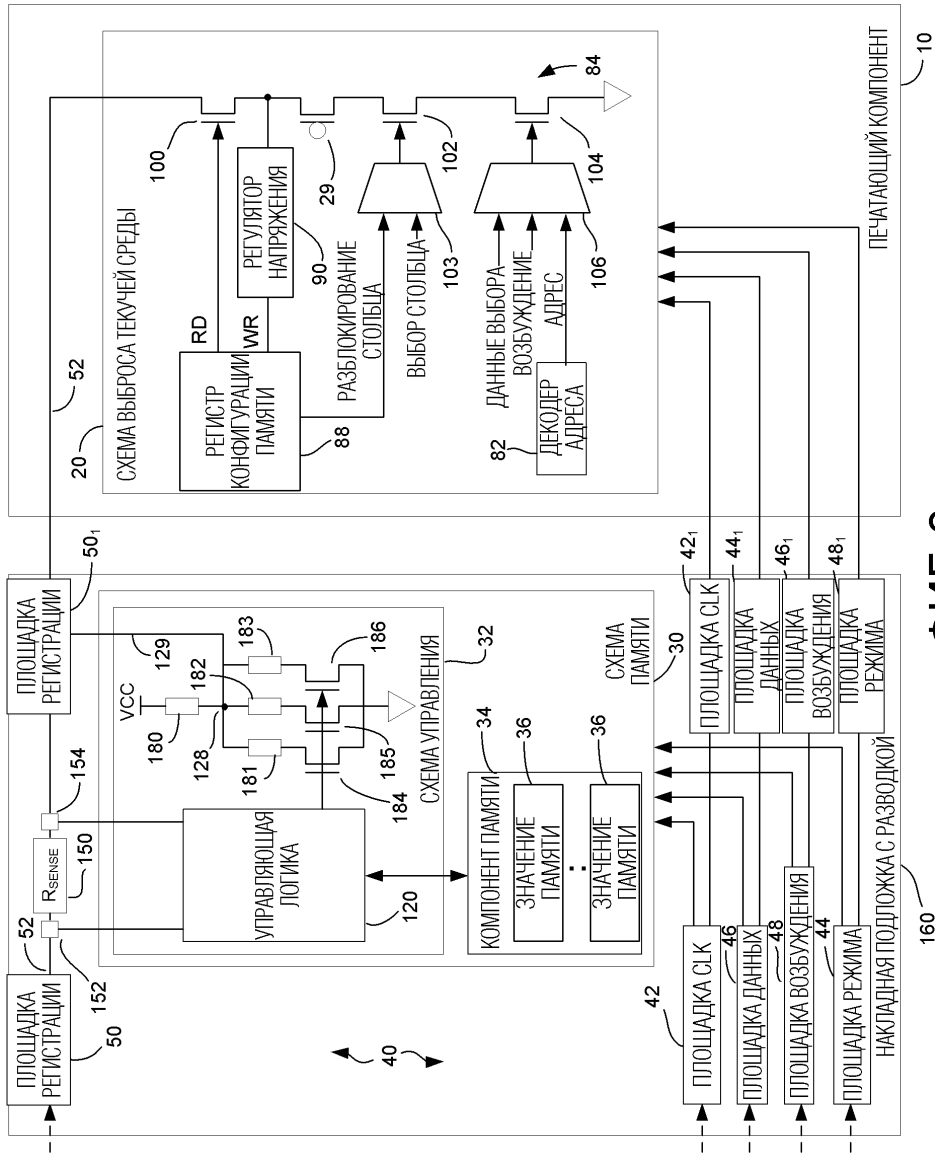 ПЕЧАТАЮЩИЙ КОМПОНЕНТ
10
СХЕМА ВЫБРОСА ТЕКУЧЕЙ СРЕДЫ
20
52
84
100
29
102
104
РЕГУЛЯТОР
НАПРЯЖЕНИЯ
90
103
106
RD
WR
РЕГИСТР
КОНФИГУРАЦИИ
ПАМЯТИ
88
РАЗБЛОКИРОВАНИЕ
СТОЛЬЦА
ВЫБОР СТОЛЬЦА
ДАННЫЕ ВЫБОРА
ВОЗБУЖДЕНИЕ
АДРЕС
82
ДЕКОДЕР
АДРЕСА
ПЛОЩАДКА
РЕГИСТРАЦИИ
50₁
129
154
RSENSE
150
52
152
ПЛОЩАДКА
РЕГИСТРАЦИИ
50
VCC
180
128
181
182
183
184
185
186
СХЕМА УПРАВЛЕНИЯ
32
УПРАВЛЯЮЩАЯ
ЛОГИКА
120
СХЕМА
ПАМЯТИ
30
КОМПОНЕНТ ПАМЯТИ
34
ЗНАЧЕНИЕ
ПАМЯТИ
36
ЗНАЧЕНИЕ
ПАМЯТИ
36
40
ПЛОЩАДКА CLK
42₁
ПЛОЩАДКА
ДАННЫХ
44₁
ПЛОЩАДКА
ВОЗБУЖДЕНИЯ
46₁
ПЛОЩАДКА
РЕЖИМА
48₁
42
ПЛОЩАДКА CLK
46
ПЛОЩАДКА ДАННЫХ
48
ПЛОЩАДКА ВОЗБУЖДЕНИЯ
44
ПЛОЩАДКА РЕЖИМА
НАКЛАДНАЯ ПОДЛОЖКА С РАЗВОДКОЙ
160